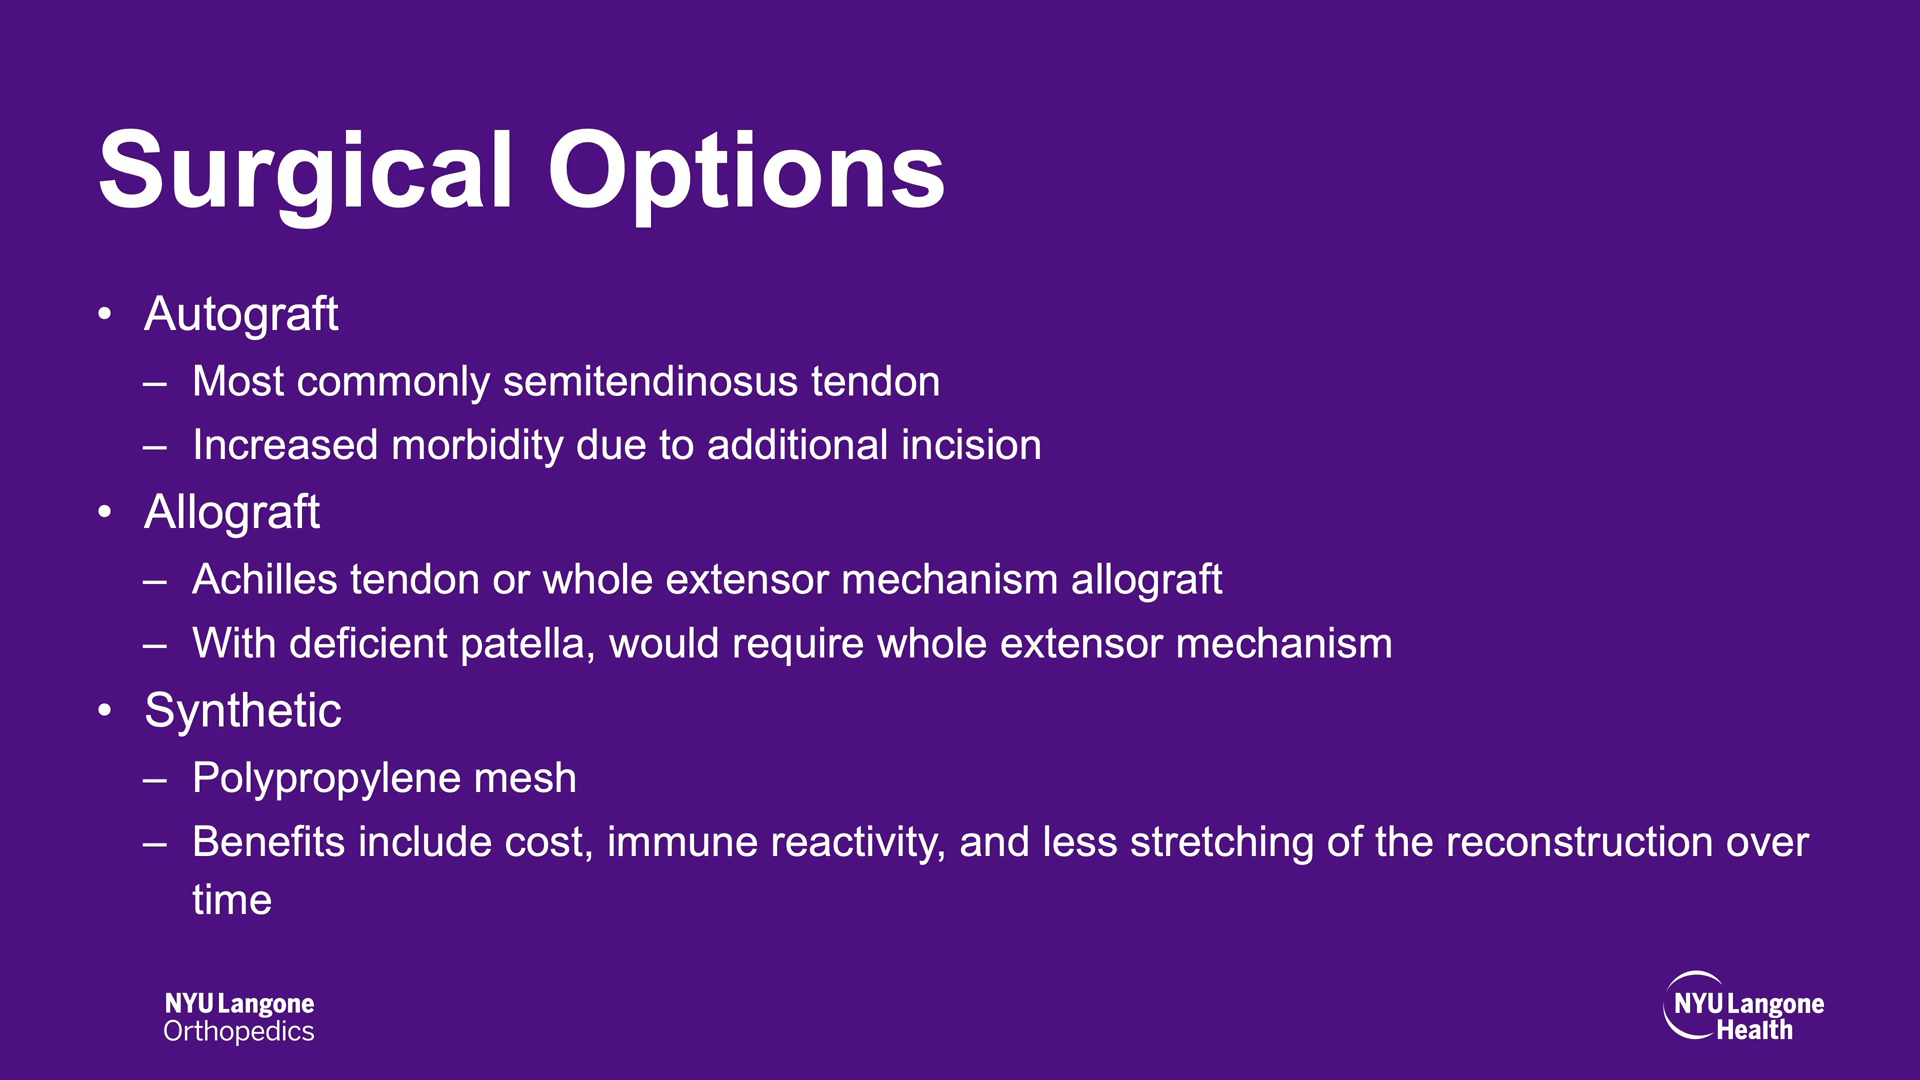 Surgical Options
• Autograft
– Most commonly semitendinosus tendon
– Increased morbidity due to additional incision
• Allograft
– Achilles tendon or whole extensor mechanism allograft
– With deficient patella, would require whole extensor mechanism
• Synthetic
– Polypropylene mesh
– Benefits include cost, immune reactivity, and less stretching of the reconstruction over
time
NYU Langone
Orthopedics
NYU Langone
Health